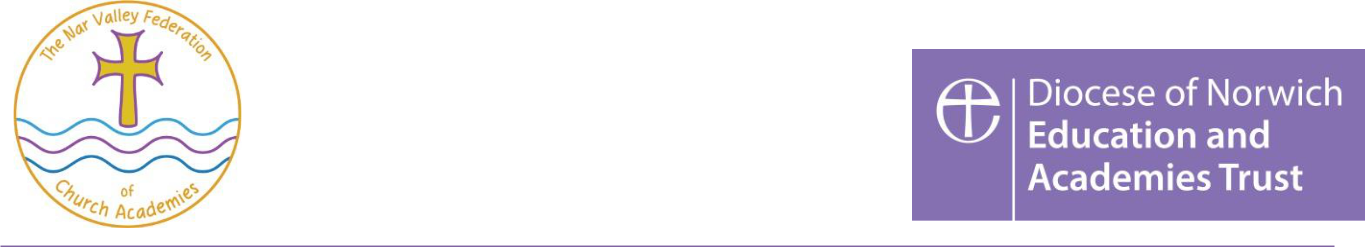 The Nar Valley Federation
of
Church Academies
Diocese of Norwich
Education and
Academies Trust